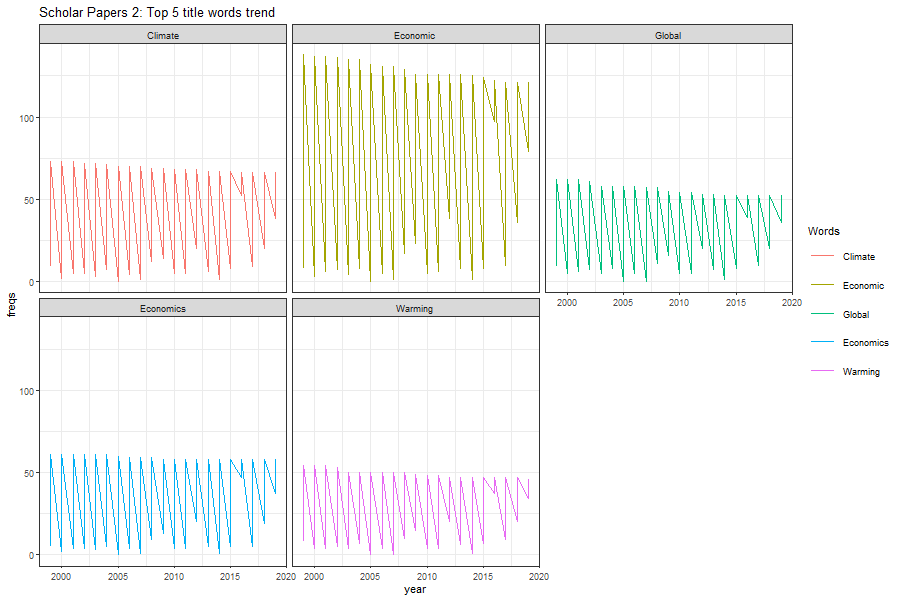 Scholar Papers 2: Top 5 title words trend
Climate
Economic
Global
100
50
0
2000
2005
2010
2015
2020
Economics
Warming
100
50
0
2000
2005
2010
2015
2020
2000
2005
2010
2015
2020
freqs
year
Words
Climate
Economic
Global
Economics
Warming